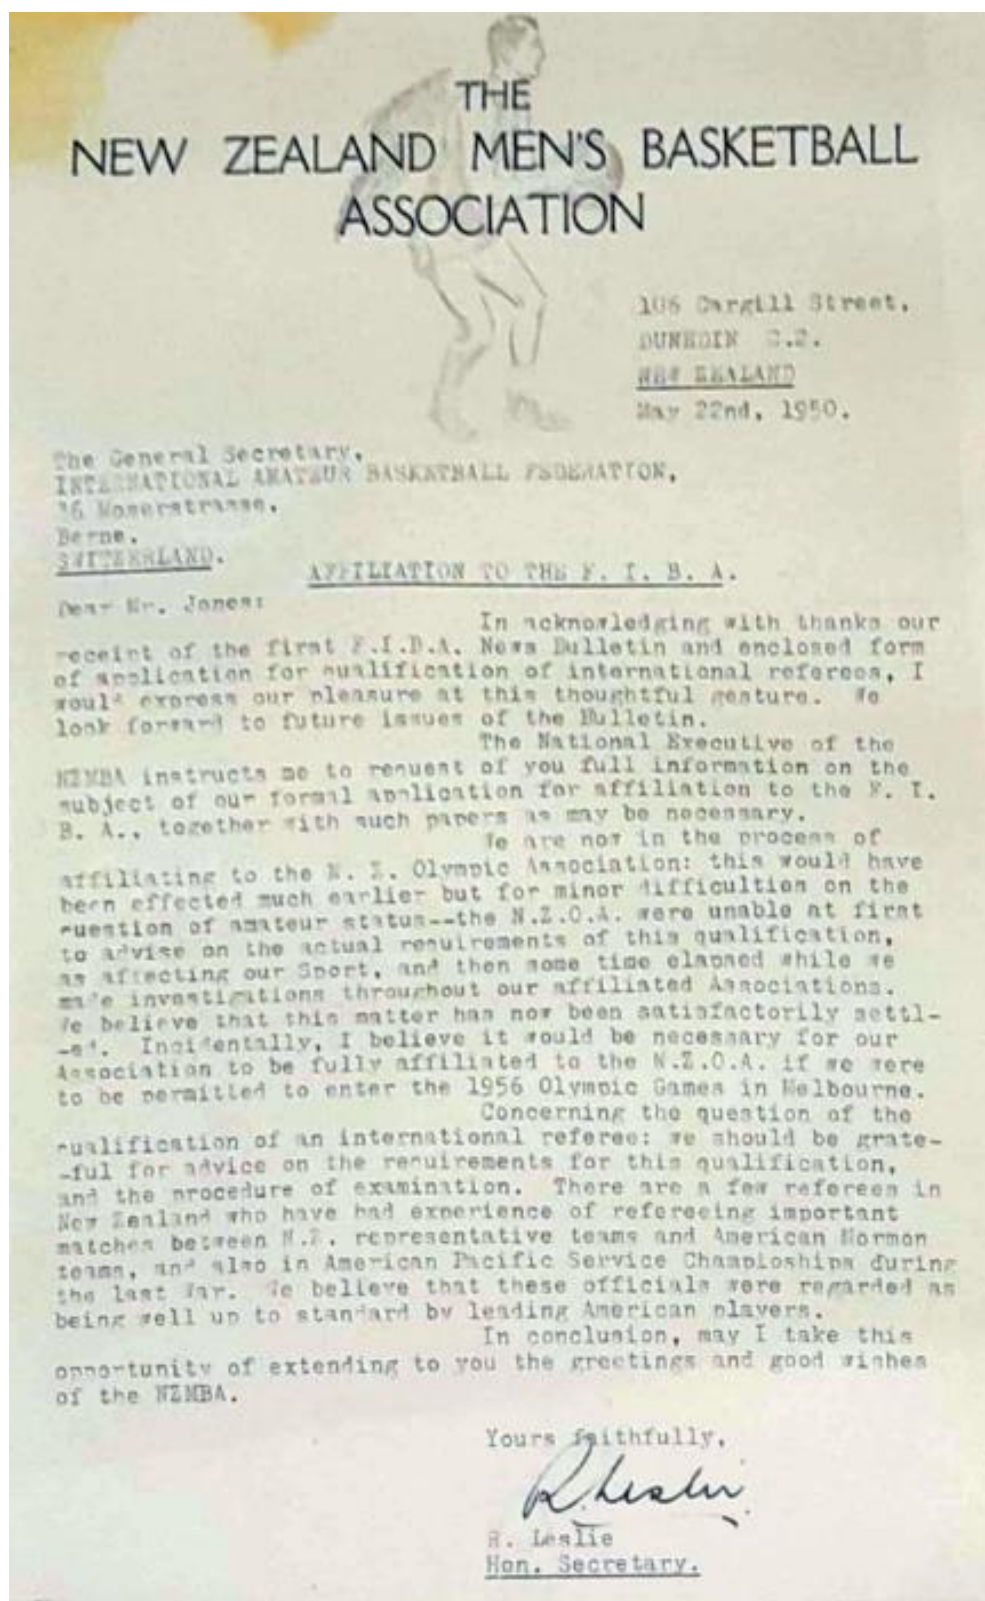 THE
NEW ZEALAND MEN'S BASKETBALL
ASSOCIATION
106 Cargill Street,
DUNEDIN C.2.
NEW ZEALAND
May 22nd, 1950.
The General Secretary,
INTERNATIONAL AMATEUR BASKETBALL FEDERATION,
Berne.
SWITZERLAND.
AFFILIATION TO THE F. I. B. A.
Dear Mr. Jones:
In acknowledging with thanks our
receipt of the first F.I.B.A. News Bulletin and enclosed form
of application for qualification of international referees, I
would express our pleasure at this thoughtful gesture. We
look forward to future issues of the Bulletin.
The National Executive of the
NZMBA instructs me to request of you full information on the
subject of our formal application for affiliation to the F. I.
B. A., together with such papers as may be necessary.
We are now in the process of
affiliating to the N. Z. Olympic Association: this would have
been effected much earlier but for minor difficulties on the
question of amateur status--the N.Z.O.A. were unable at first
to advise on the actual requirements of this qualification,
as affecting our Sport, and then some time elapsed while we
made investigations throughout our affiliated Associations.
We believe that this matter has now been satisfactorily settl-
-ed. Incidentally, I believe it would be necessary for our
Association to be fully affiliated to the N.Z.O.A. if we were
to be permitted to enter the 1956 Olympic Games in Melbourne.
Concerning the question of the
qualification of an international referee: we should be grate-
-ful for advice on the requirements for this qualification,
and the procedure of examination. There are a few referees in
New Zealand who have had experience of refereeing important
matches between N.Z. representative teams and American Mormon
teams, and also in American Pacific Service Champioships during
the last War. We believe that these officials were regarded as
being well up to standard by leading American players.
In conclusion, may I take this
opportunity of extending to you the greetings and good wishes
of the NZMBA.
Yours faithfully,
R. Leslie
R. Leslie
Hon. Secretary.